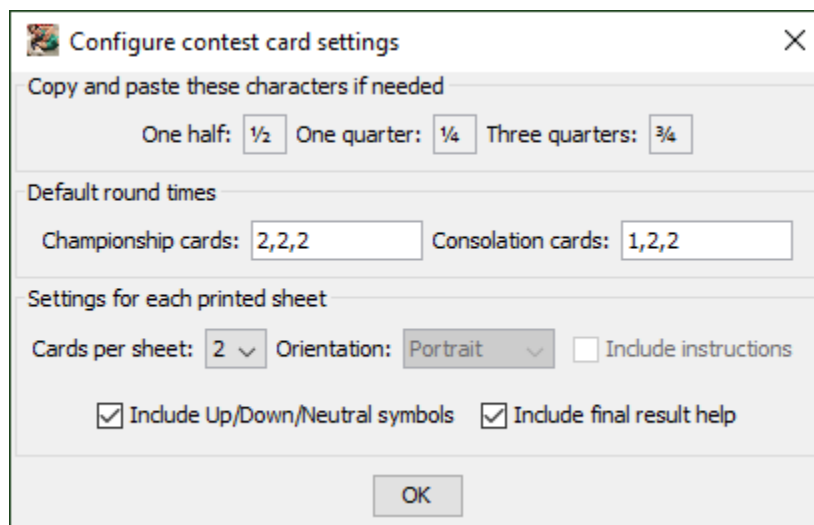 Configure contest card settings
Copy and paste these characters if needed
One half: ½ One quarter: ¼ Three quarters: ¾
Default round times
Championship cards: 2,2,2 Consolation cards: 1,2,2
Settings for each printed sheet
Cards per sheet: 2 Orientation: Portrait Include instructions
Include Up/Down/Neutral symbols Include final result help
OK